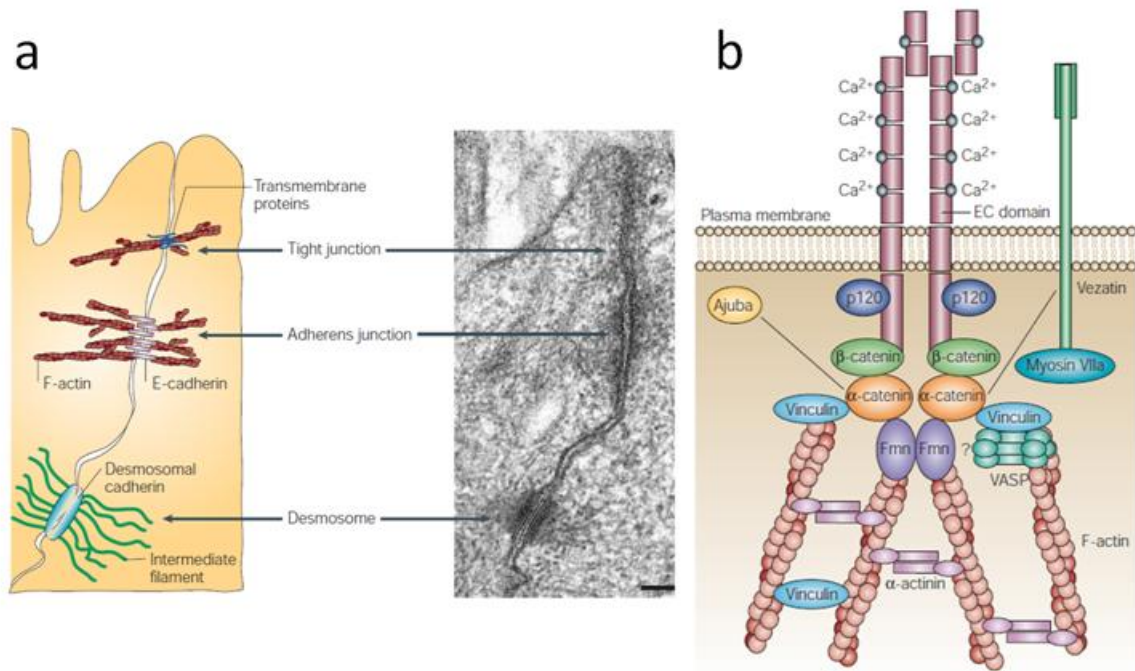 a
Transmembrane
proteins
Tight junction
Adherens junction
F-actin
E-cadherin
Desmosomal
cadherin
Desmosome
Intermediate
filament
b
Ca²⁺
Ca²⁺
Ca²⁺
Ca²⁺
Ca²⁺
Ca²⁺
Ca²⁺
Ca²⁺
EC domain
Plasma membrane
p120
p120
Ajuba
Vezatin
β-catenin
β-catenin
Myosin VIIa
α-catenin
α-catenin
Vinculin
Vinculin
Fmn
Fmn
?
VASP
F-actin
α-actinin
Vinculin